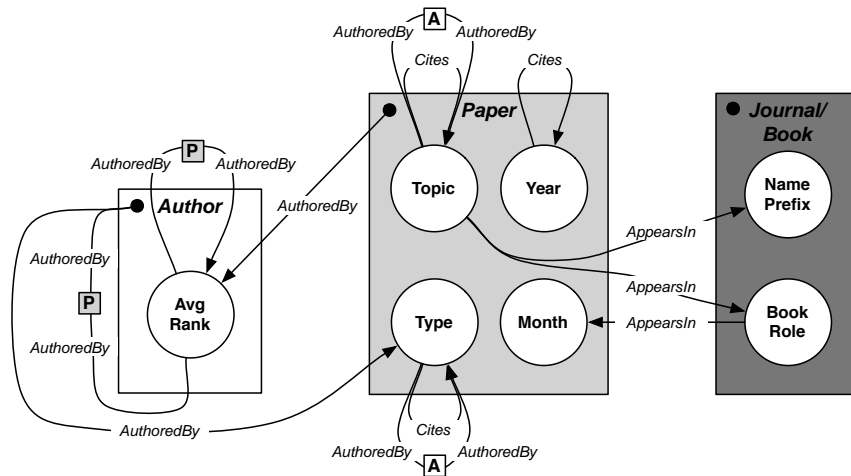 A
AuthoredBy AuthoredBy
Cites Cites
Paper
Journal/
Book
P
AuthoredBy AuthoredBy
Topic
Year
Name
Prefix
Author
AuthoredBy
AppearsIn
AuthoredBy
AppearsIn
P
Avg
Rank
Type
Month
AppearsIn
Book
Role
AuthoredBy
AuthoredBy
Cites
AuthoredBy AuthoredBy
A